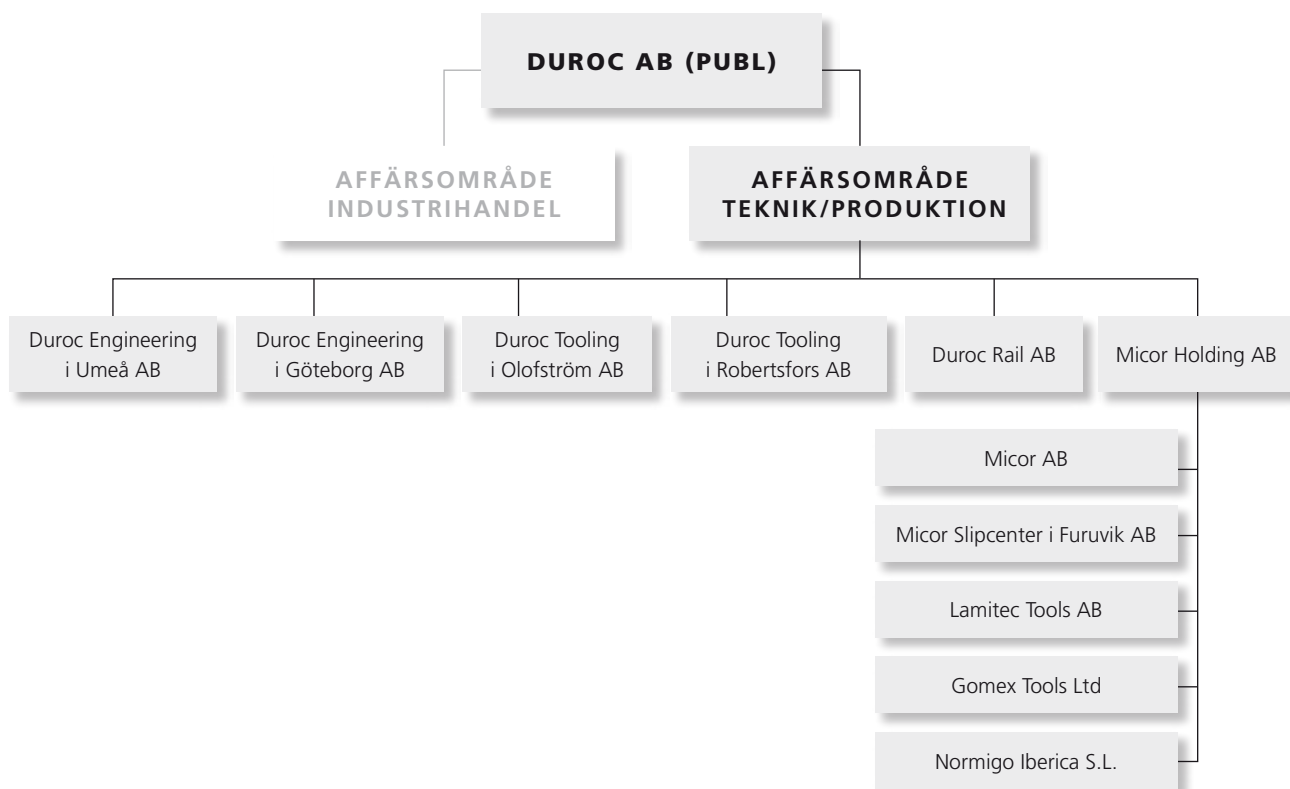 DUROC AB (PUBL)
AFFÄRSOMRÅDE
INDUSTRIHANDEL
AFFÄRSOMRÅDE
TEKNIK/PRODUKTION
Duroc Engineering
i Umeå AB
Duroc Engineering
i Göteborg AB
Duroc Tooling
i Olofström AB
Duroc Tooling
i Robertsfors AB
Duroc Rail AB
Micor Holding AB
Micor AB
Micor Slipcenter i Furuvik AB
Lamitec Tools AB
Gomex Tools Ltd
Normigo Iberica S.L.